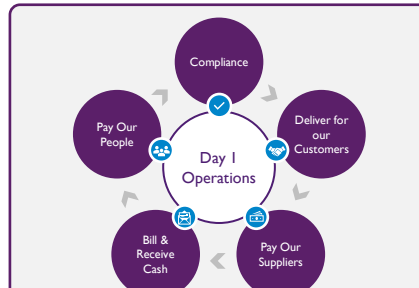 Compliance
Deliver for
our
Customers
Pay Our
Suppliers
Bill &
Receive
Cash
Pay Our
People
Day 1
Operations